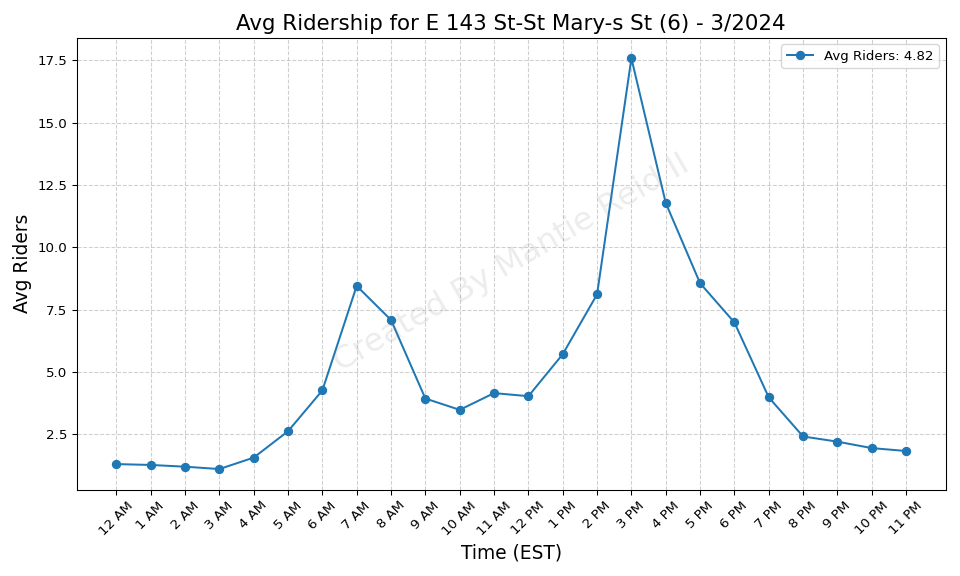 Avg Ridership for E 143 St-St Mary-s St (6) - 3/2024
Avg Riders: 4.82
17.5
15.0
12.5
10.0
7.5
5.0
2.5
Avg Riders
Created By Mantie Reid II
12 AM
1 AM
2 AM
3 AM
4 AM
5 AM
6 AM
7 AM
8 AM
9 AM
10 AM
11 AM
12 PM
1 PM
2 PM
3 PM
4 PM
5 PM
6 PM
7 PM
8 PM
9 PM
10 PM
11 PM
Time (EST)